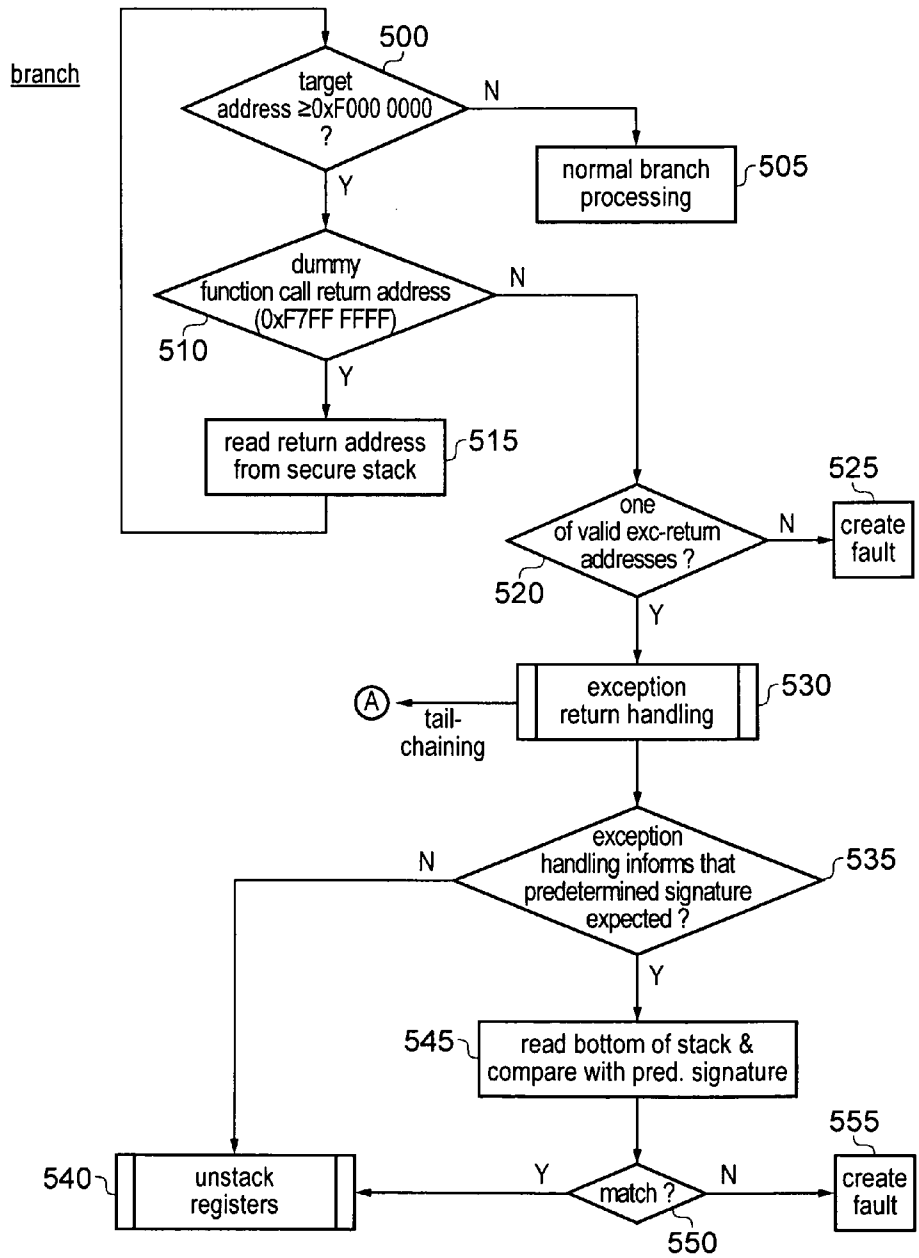 branch
500
target
address ≥0xF000 0000
?
N
Y
normal branch
processing
505
dummy
function call return address
(0xF7FF FFFF)
510
N
Y
read return address
from secure stack
515
one
of valid exc-return
addresses ?
520
N
525
create
fault
Y
exception
return handling
530
A
tail-
chaining
exception
handling informs that
predetermined signature
expected ?
535
N
Y
545
read bottom of stack &
compare with pred. signature
match ?
550
Y
N
555
create
fault
540
unstack
registers